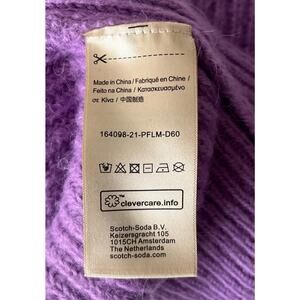 Made in China / Fabriqué en Chine /
Feito na China / Κατασκευασμένο
σε Κίνα / 中国制造
164098-21-PFLM-D60
™clevercare.info
Scotch-Soda B.V.
Keizersgracht 105
1015CH Amsterdam
The Netherlands
scotch-soda.com